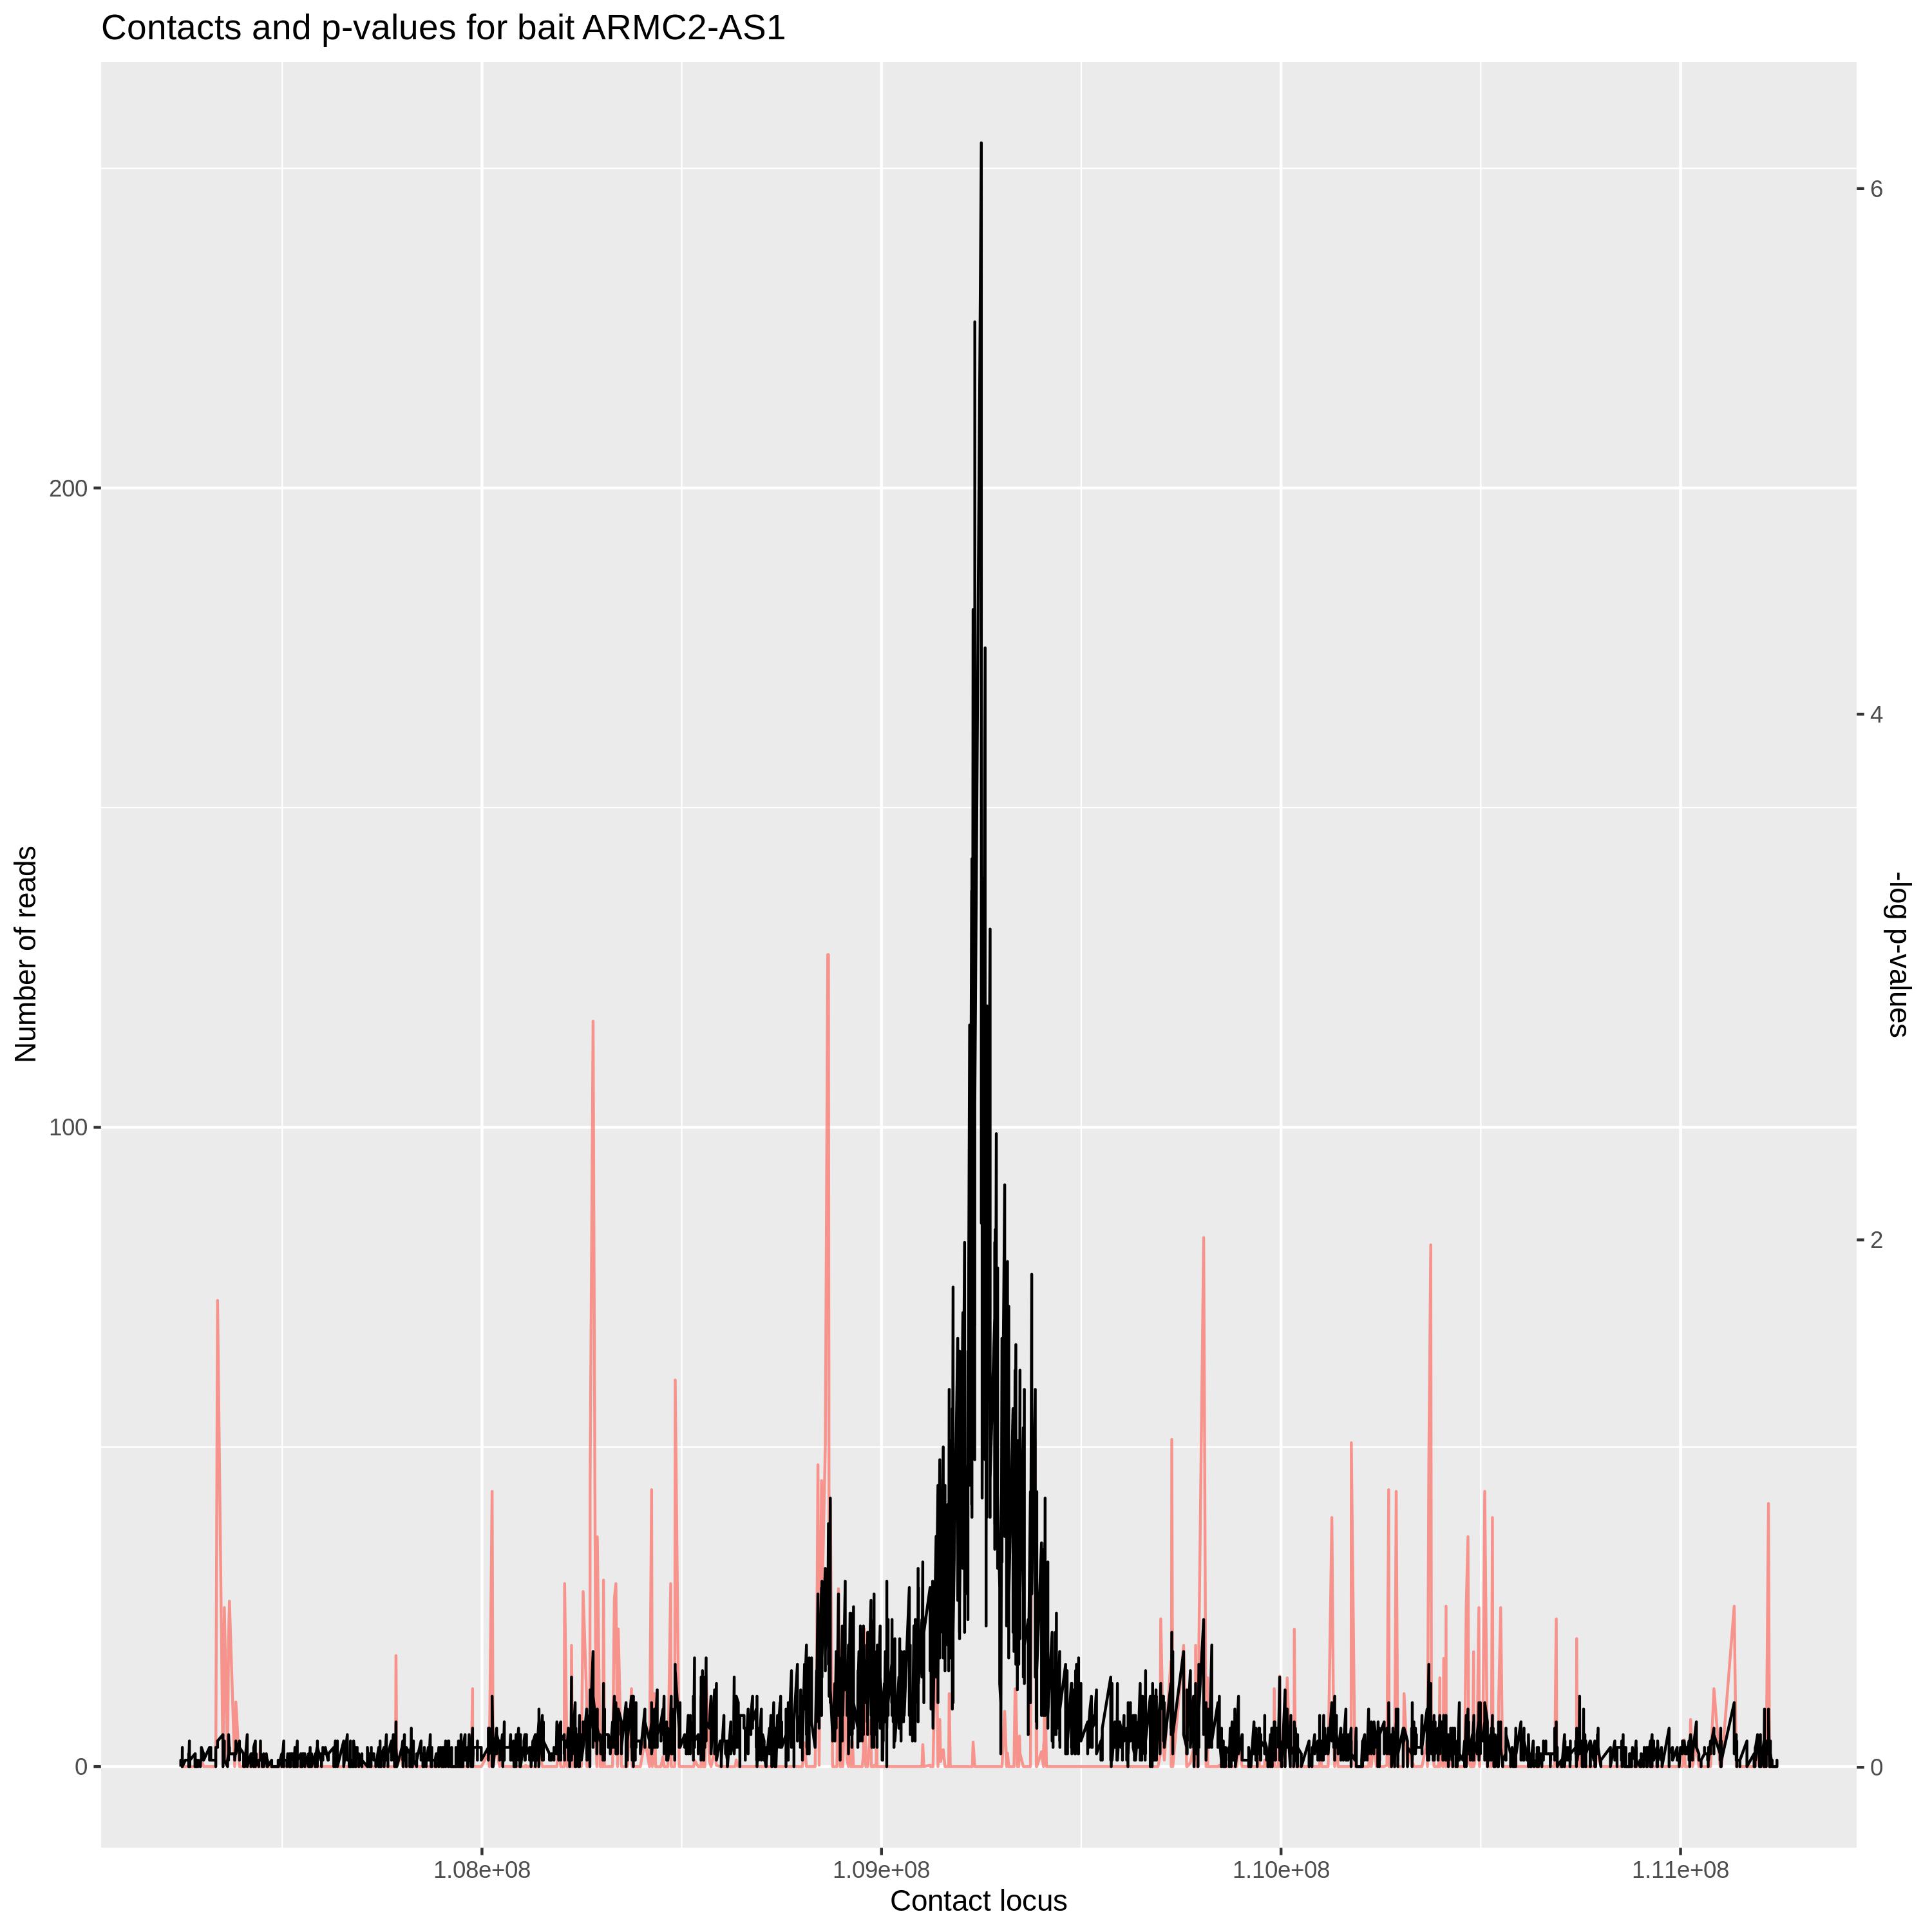 Contacts and p-values for bait ARMC2-AS1
Number of reads
200
100
0
6
4
2
0
-log p-values
1.08e+08
1.09e+08
1.10e+08
1.11e+08
Contact locus